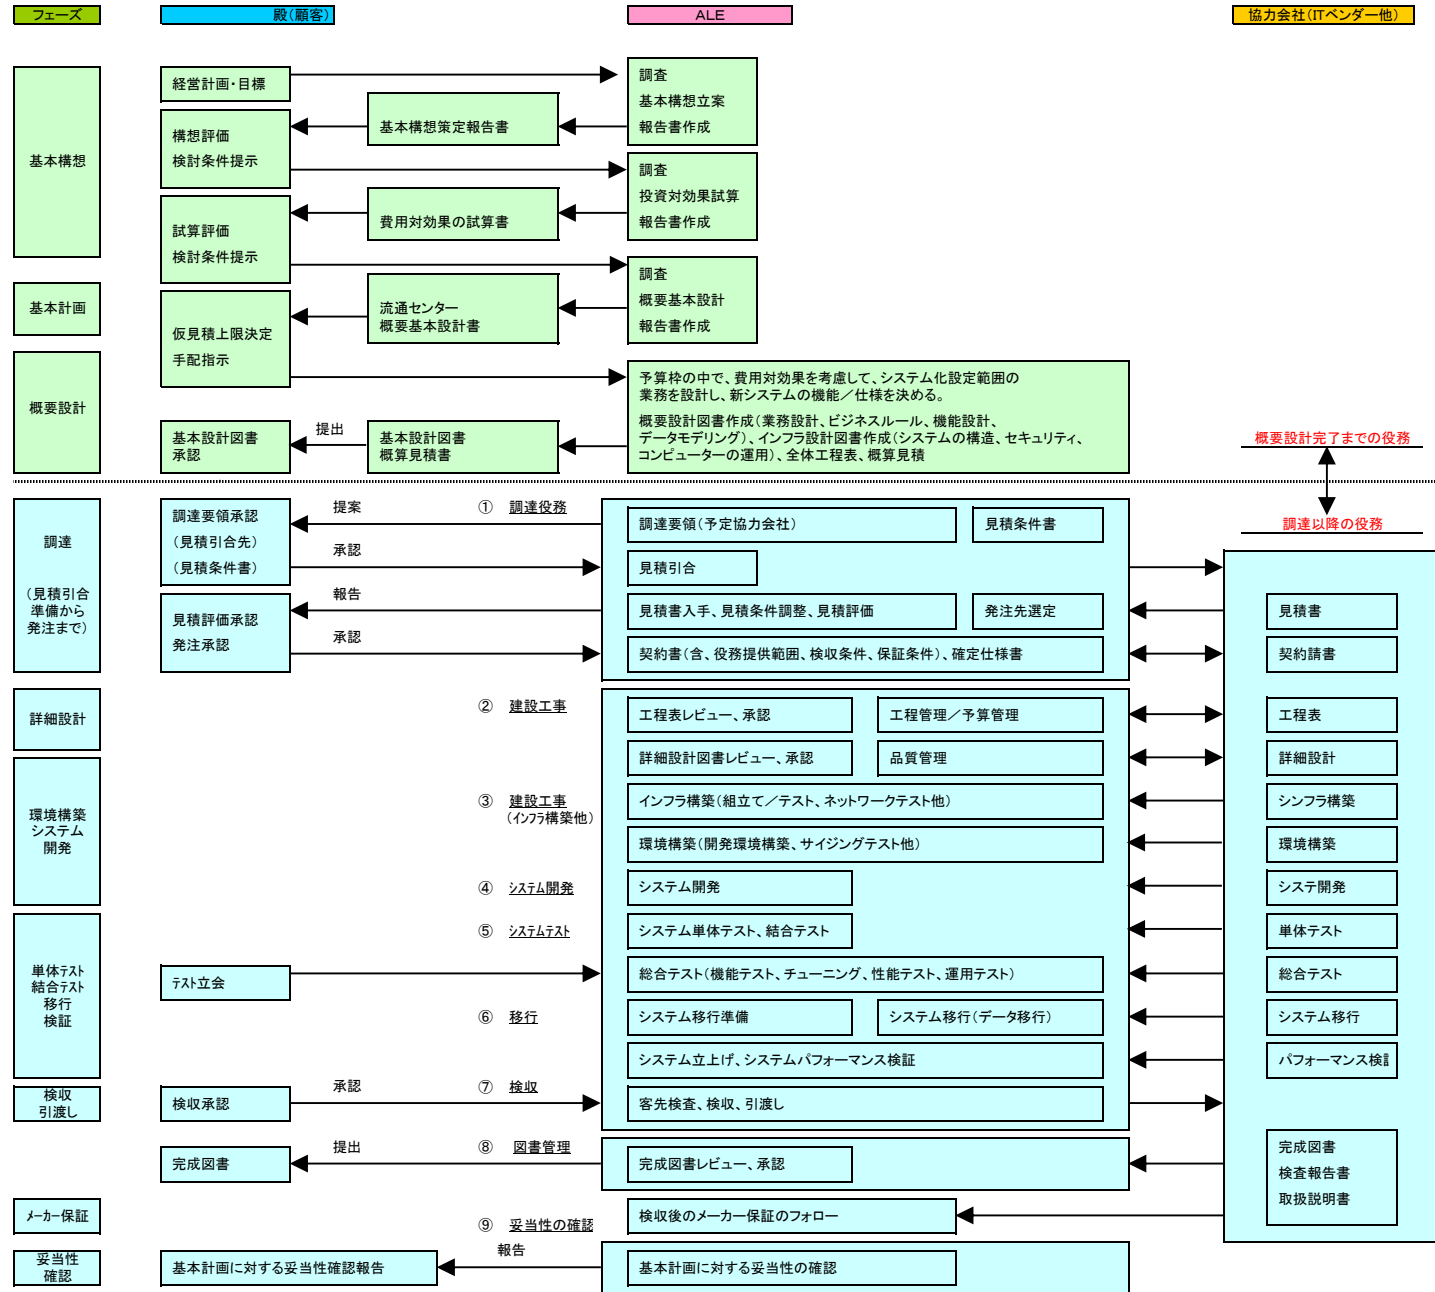 フェーズ
殿(顧客)
ALE
協力会社(ITベンダー他)
基本構想
経営計画・目標
調査
基本構想立案
報告書作成
基本構想策定報告書
構想評価
検討条件提示
調査
投資対効果試算
報告書作成
費用対効果の試算書
試算評価
検討条件提示
調査
概要基本設計
報告書作成
基本計画
流通センター
概要基本設計書
仮見積上限決定
手配指示
概要設計
予算枠の中で、費用対効果を考慮して、システム化設定範囲の
業務を設計し、新システムの機能/仕様を決める。
概要設計図書作成(業務設計、ビジネスルール、機能設計、
データモデリング)、インフラ設計図書作成(システムの構造、セキュリティ、
コンピューターの運用)、全体工程表、概算見積
基本設計図書
承認
提出
基本設計図書
概算見積書
概要設計完了までの役務
調達以降の役務
調達
(見積引合
準備から
発注まで)
調達要領承認
(見積引合先)
(見積条件書)
提案
① 調達役務
調達要領(予定協力会社)
見積条件書
承認
見積引合
見積評価承認
発注承認
報告
見積書入手、見積条件調整、見積評価
発注先選定
見積書
承認
契約書(含、役務提供範囲、検収条件、保証条件)、確定仕様書
契約請書
詳細設計
② 建設工事
工程表レビュー、承認
工程管理/予算管理
工程表
詳細設計図書レビュー、承認
品質管理
詳細設計
環境構築
システム
開発
③ 建設工事
(インフラ構築他)
インフラ構築(組立て/テスト、ネットワークテスト他)
シンフラ構築
環境構築(開発環境構築、サイジングテスト他)
環境構築
④ システム開発
システム開発
システ開発
単体テスト
結合テスト
移行
検証
⑤ システムテスト
システム単体テスト、結合テスト
単体テスト
テスト立会
総合テスト(機能テスト、チューニング、性能テスト、運用テスト)
総合テスト
⑥ 移行
システム移行準備
システム移行(データ移行)
システム移行
システム立上げ、システムパフォーマンス検証
パフォーマンス検証
検収
引渡し
検収承認
承認
⑦ 検収
客先検査、検収、引渡し
完成図書
提出
⑧ 図書管理
完成図書レビュー、承認
完成図書
検査報告書
取扱説明書
メーカー保証
検収後のメーカー保証のフォロー
⑨ 妥当性の確認
妥当性
確認
基本計画に対する妥当性確認報告
報告
基本計画に対する妥当性の確認